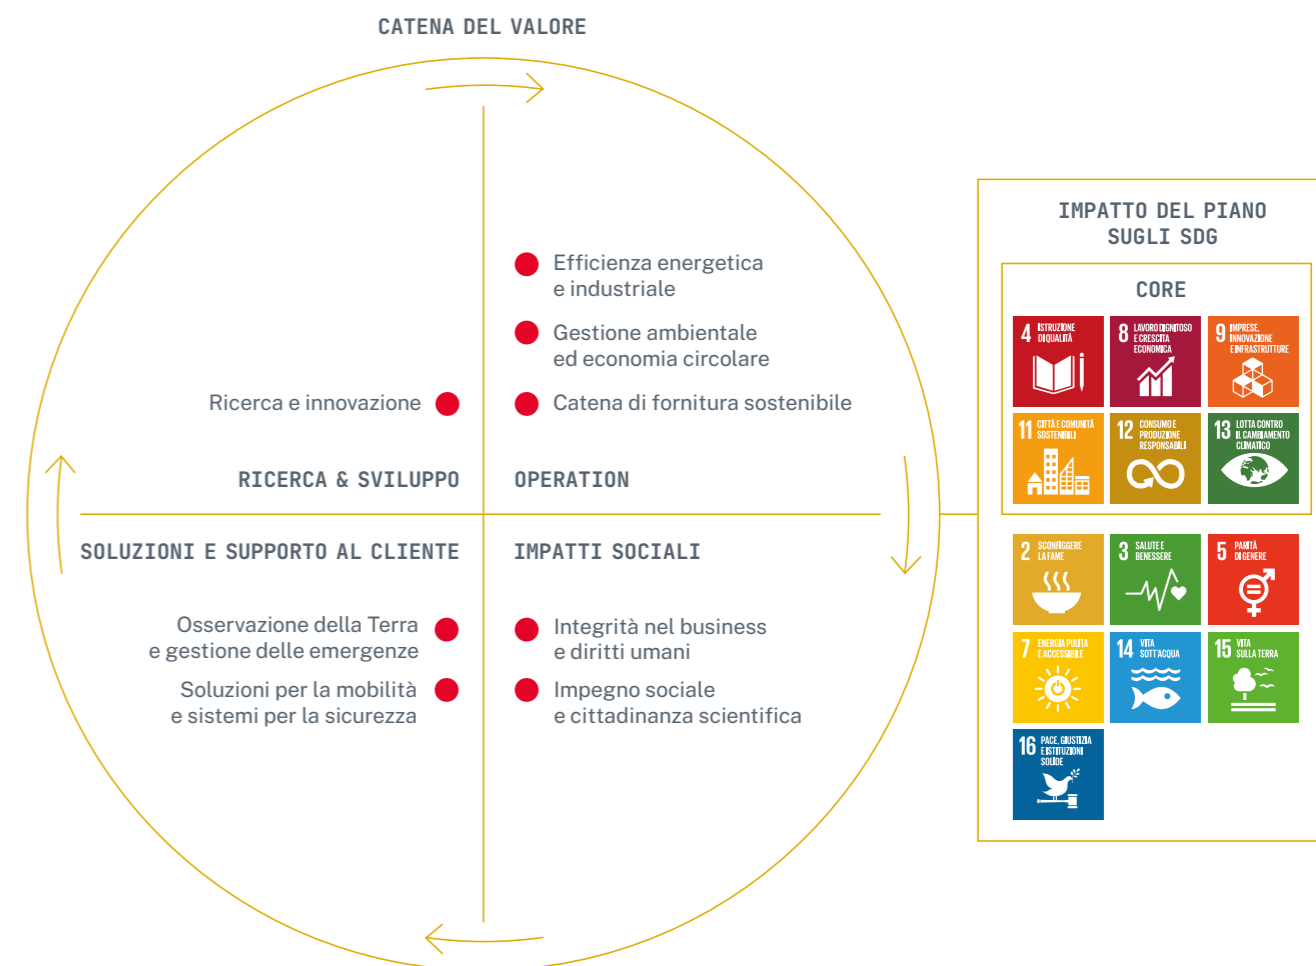 CATENA DEL VALORE
Efficienza energetica
e industriale
Gestione ambientale
ed economia circolare
Ricerca e innovazione
Catena di fornitura sostenibile
RICERCA & SVILUPPO
OPERATION
SOLUZIONI E SUPPORTO AL CLIENTE
IMPATTI SOCIALI
Osservazione della Terra
e gestione delle emergenze
Soluzioni per la mobilità
e sistemi per la sicurezza
Integrità nel business
e diritti umani
Impegno sociale
e cittadinanza scientifica
IMPATTO DEL PIANO
SUGLI SDG
CORE
4 ISTRUZIONE
DI QUALITÀ
8 LAVORO DIGNITOSO
E CRESCITA
ECONOMICA
9 IMPRESE,
INNOVAZIONE
E INFRASTRUTTURE
11 CITTÀ E COMUNITÀ
SOSTENIBILI
12 CONSUMO E
PRODUZIONE
RESPONSABILI
13 LOTTA CONTRO
IL CAMBIAMENTO
CLIMATICO
2 SCONFIGGERE
LA FAME
3 SALUTE E
BENESSERE
5 PARITÀ
DI GENERE
7 ENERGIA PULITA
E ACCESSIBILE
14 VITA
SOTT'ACQUA
15 VITA
SULLA TERRA
16 PACE, GIUSTIZIA
E ISTITUZIONI
SOLIDE